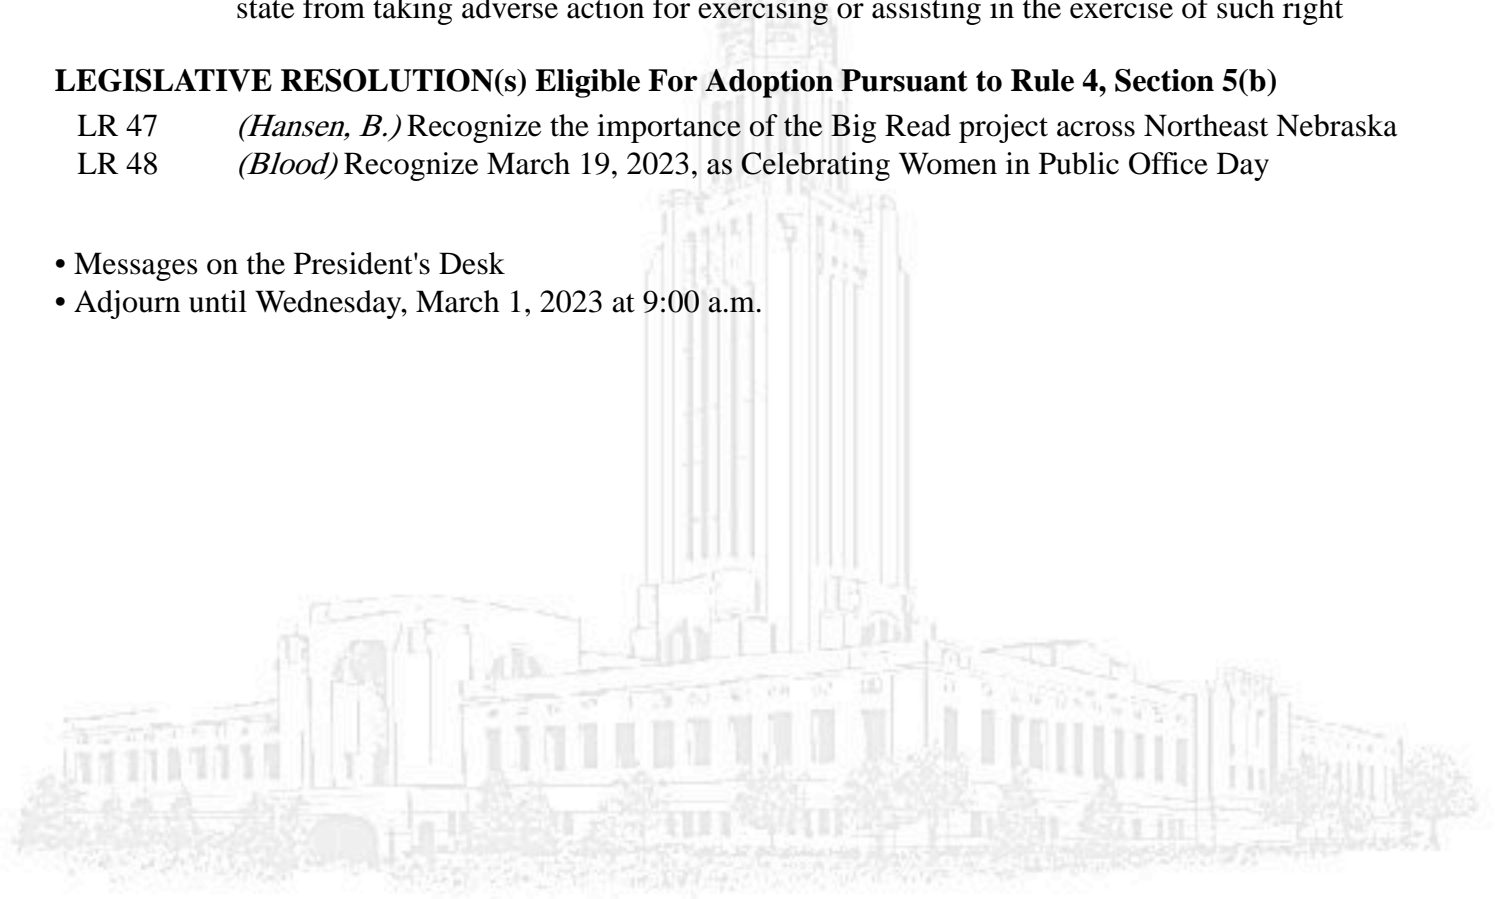 state from taking adverse action for exercising or assisting in the exercise of such right
LEGISLATIVE RESOLUTION(s) Eligible For Adoption Pursuant to Rule 4, Section 5(b)
LR 47 (Hansen, B.) Recognize the importance of the Big Read project across Northeast Nebraska
LR 48 (Blood) Recognize March 19, 2023, as Celebrating Women in Public Office Day
• Messages on the President's Desk
• Adjourn until Wednesday, March 1, 2023 at 9:00 a.m.